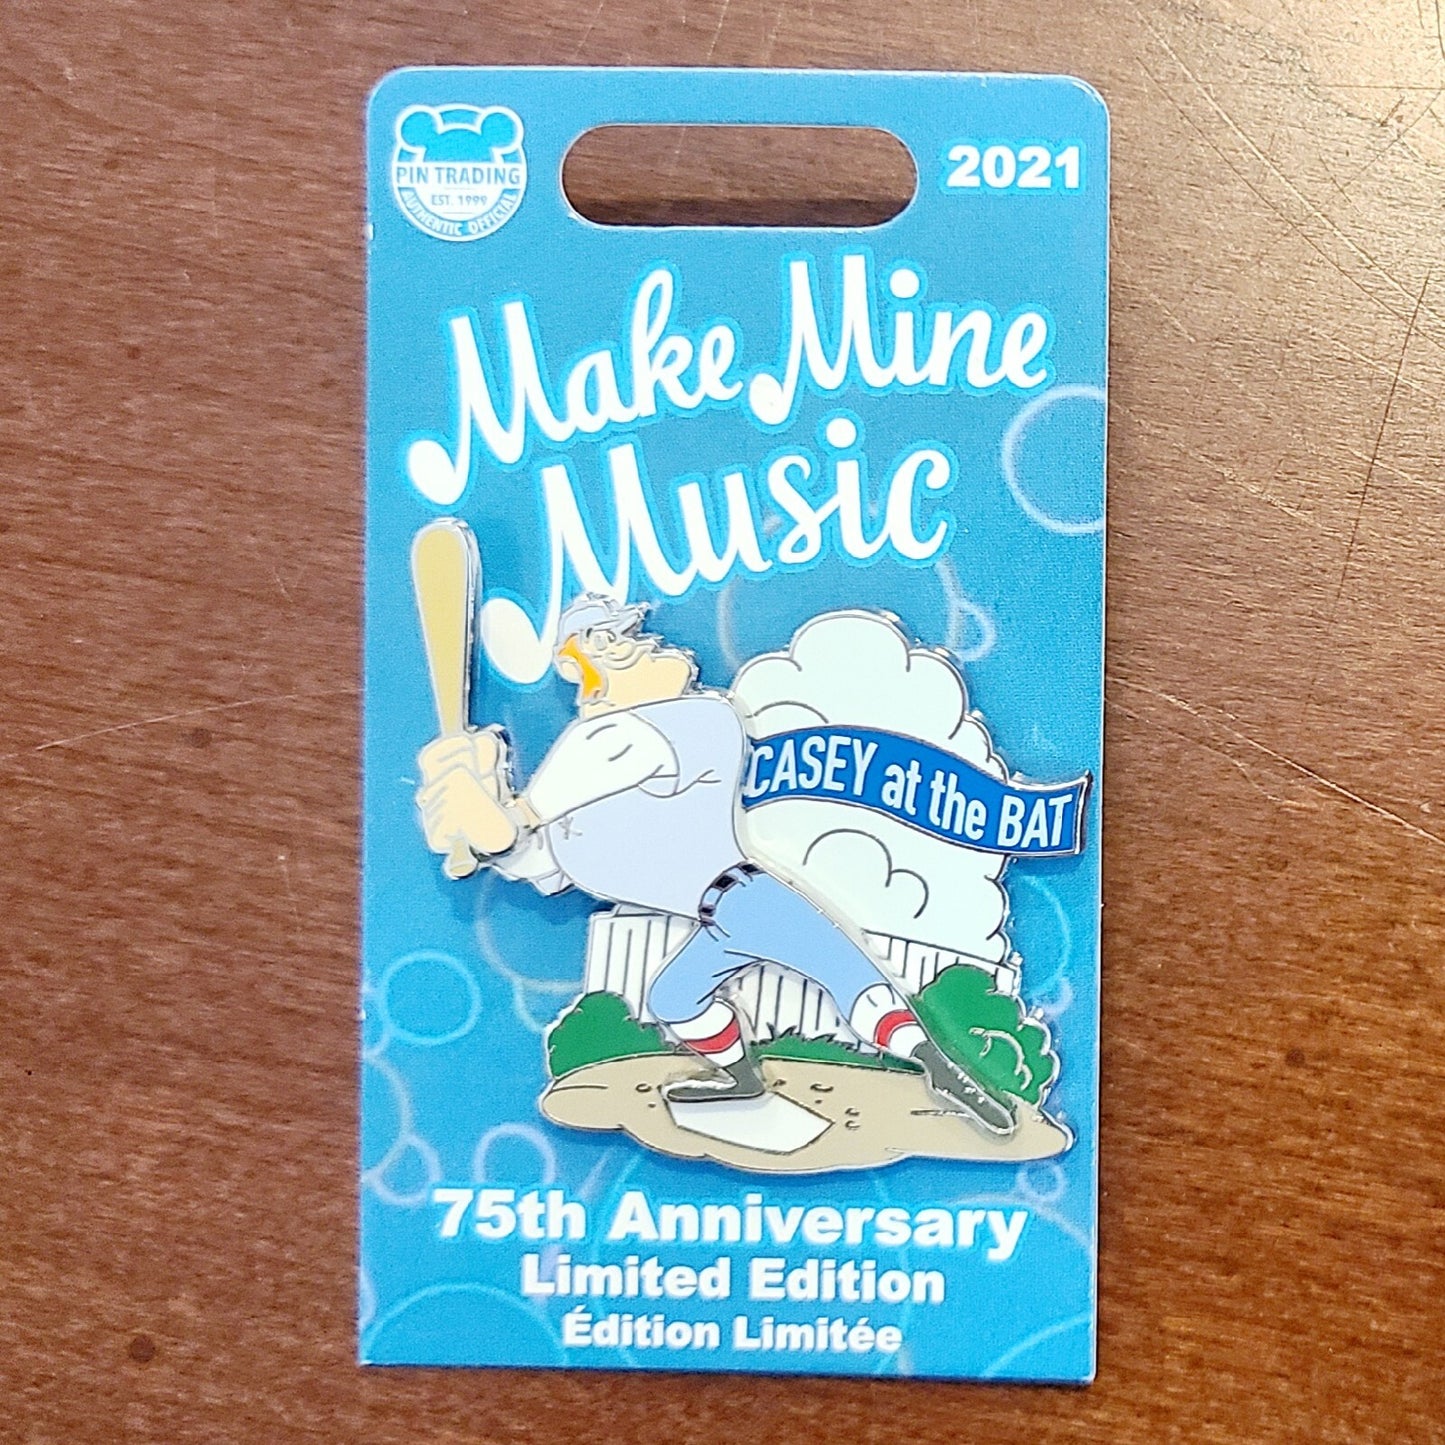 PIN TRADING
EST. 1999
AUTHENTIC OFFICIAL
2021
Make Mine
Music
CASEY at the BAT
75th Anniversary
Limited Edition
Édition Limitée